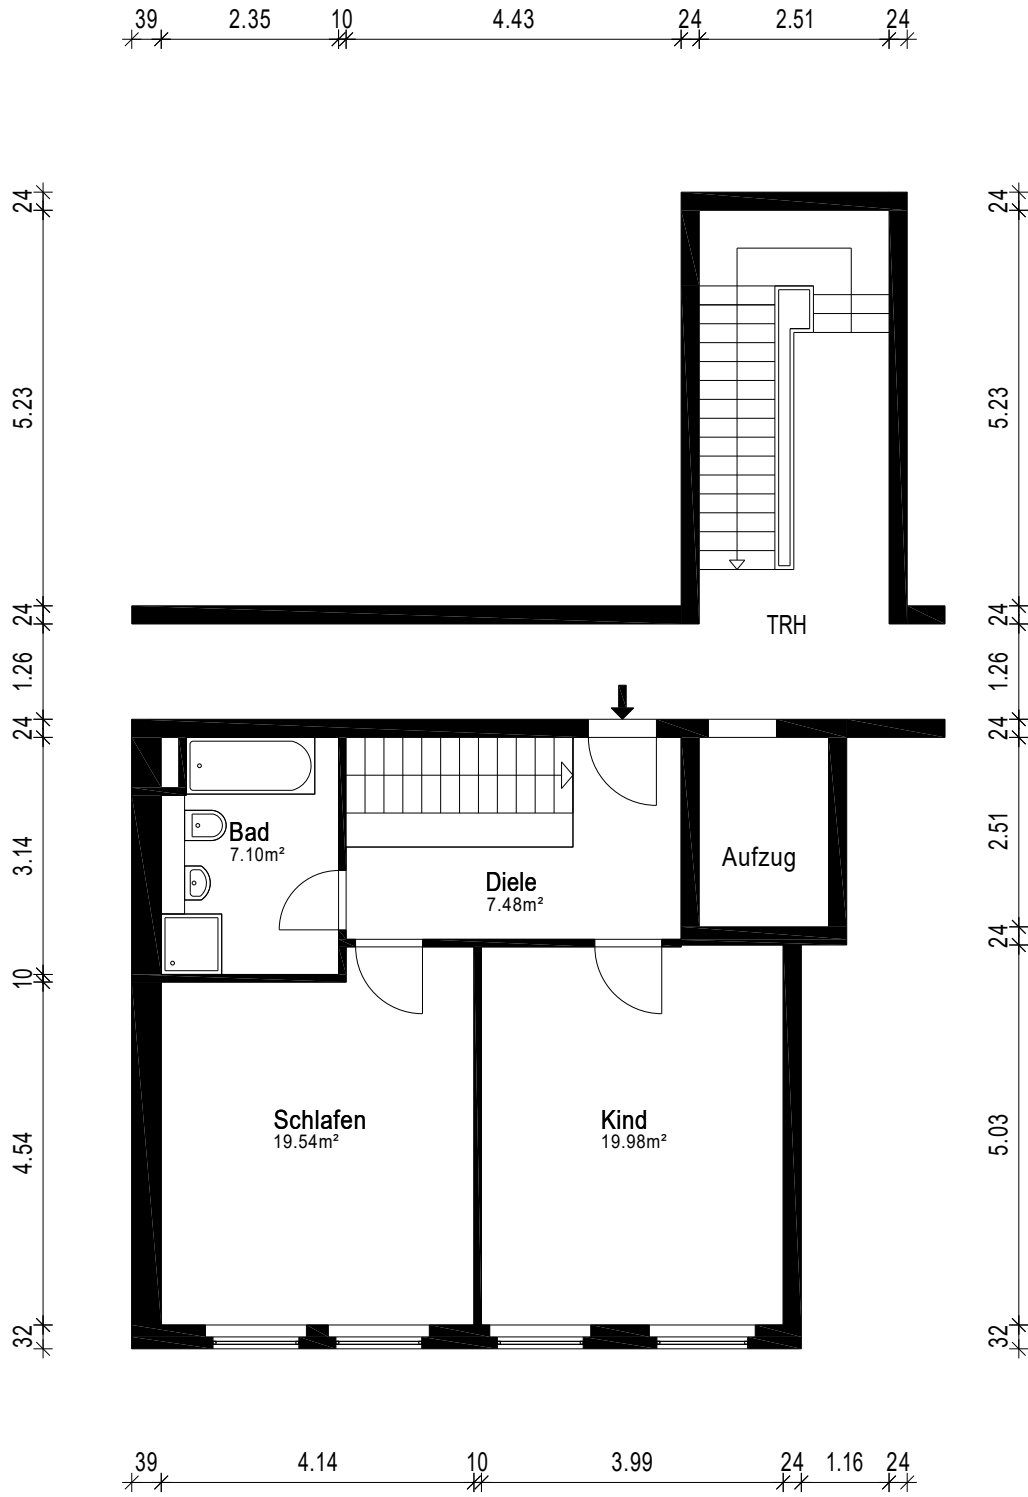 39 2.35 10 4.43 24 2.51 24
24
24
5.23
5.23
24
TRH
24
1.26
1.26
24
24
Bad
7.10m²
3.14
2.51
Aufzug
Diele
7.48m²
24
10
Schlafen
19.54m²
Kind
19.98m²
4.54
5.03
32
32
39 4.14 10 3.99 24 1.16 24